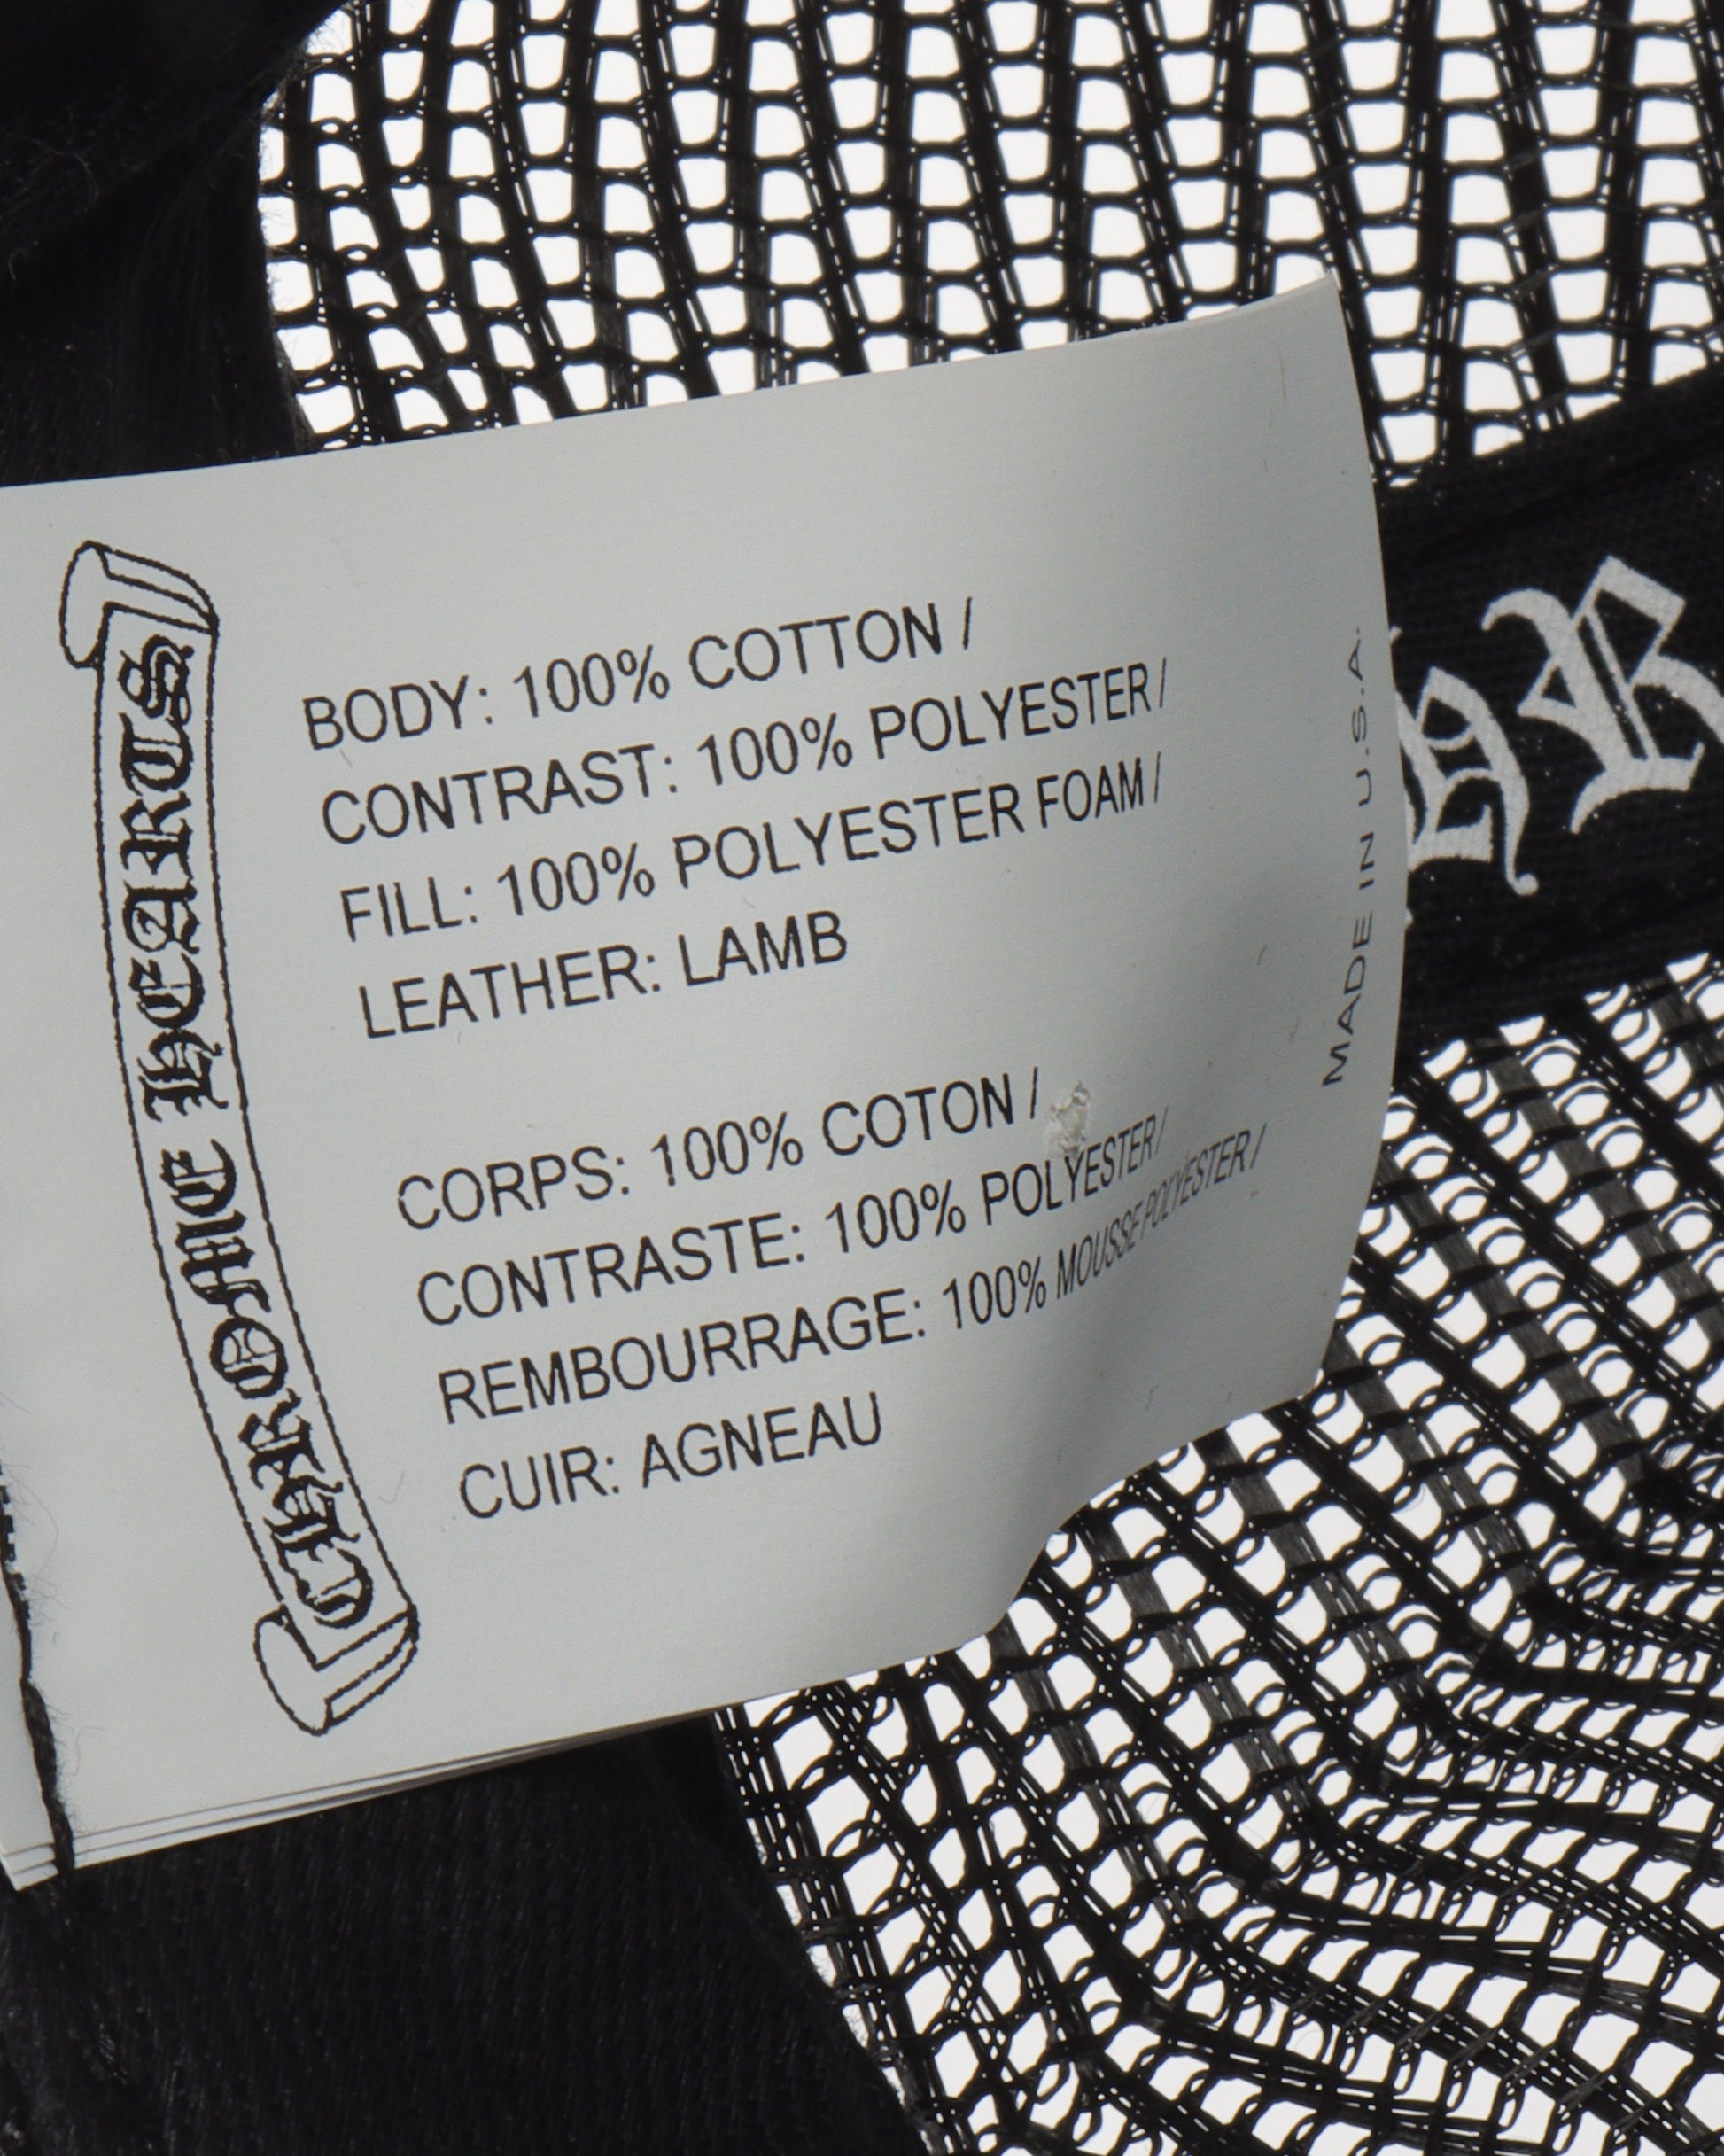 CHROME HEARTS
BODY: 100% COTTON /
CONTRAST: 100% POLYESTER /
FILL: 100% POLYESTER FOAM /
LEATHER: LAMB
CORPS: 100% COTON /
CONTRASTE: 100% POLYESTER /
REMBOURRAGE: 100% MOUSSE POLYESTER /
CUIR: AGNEAU
MADE IN U.S.A.